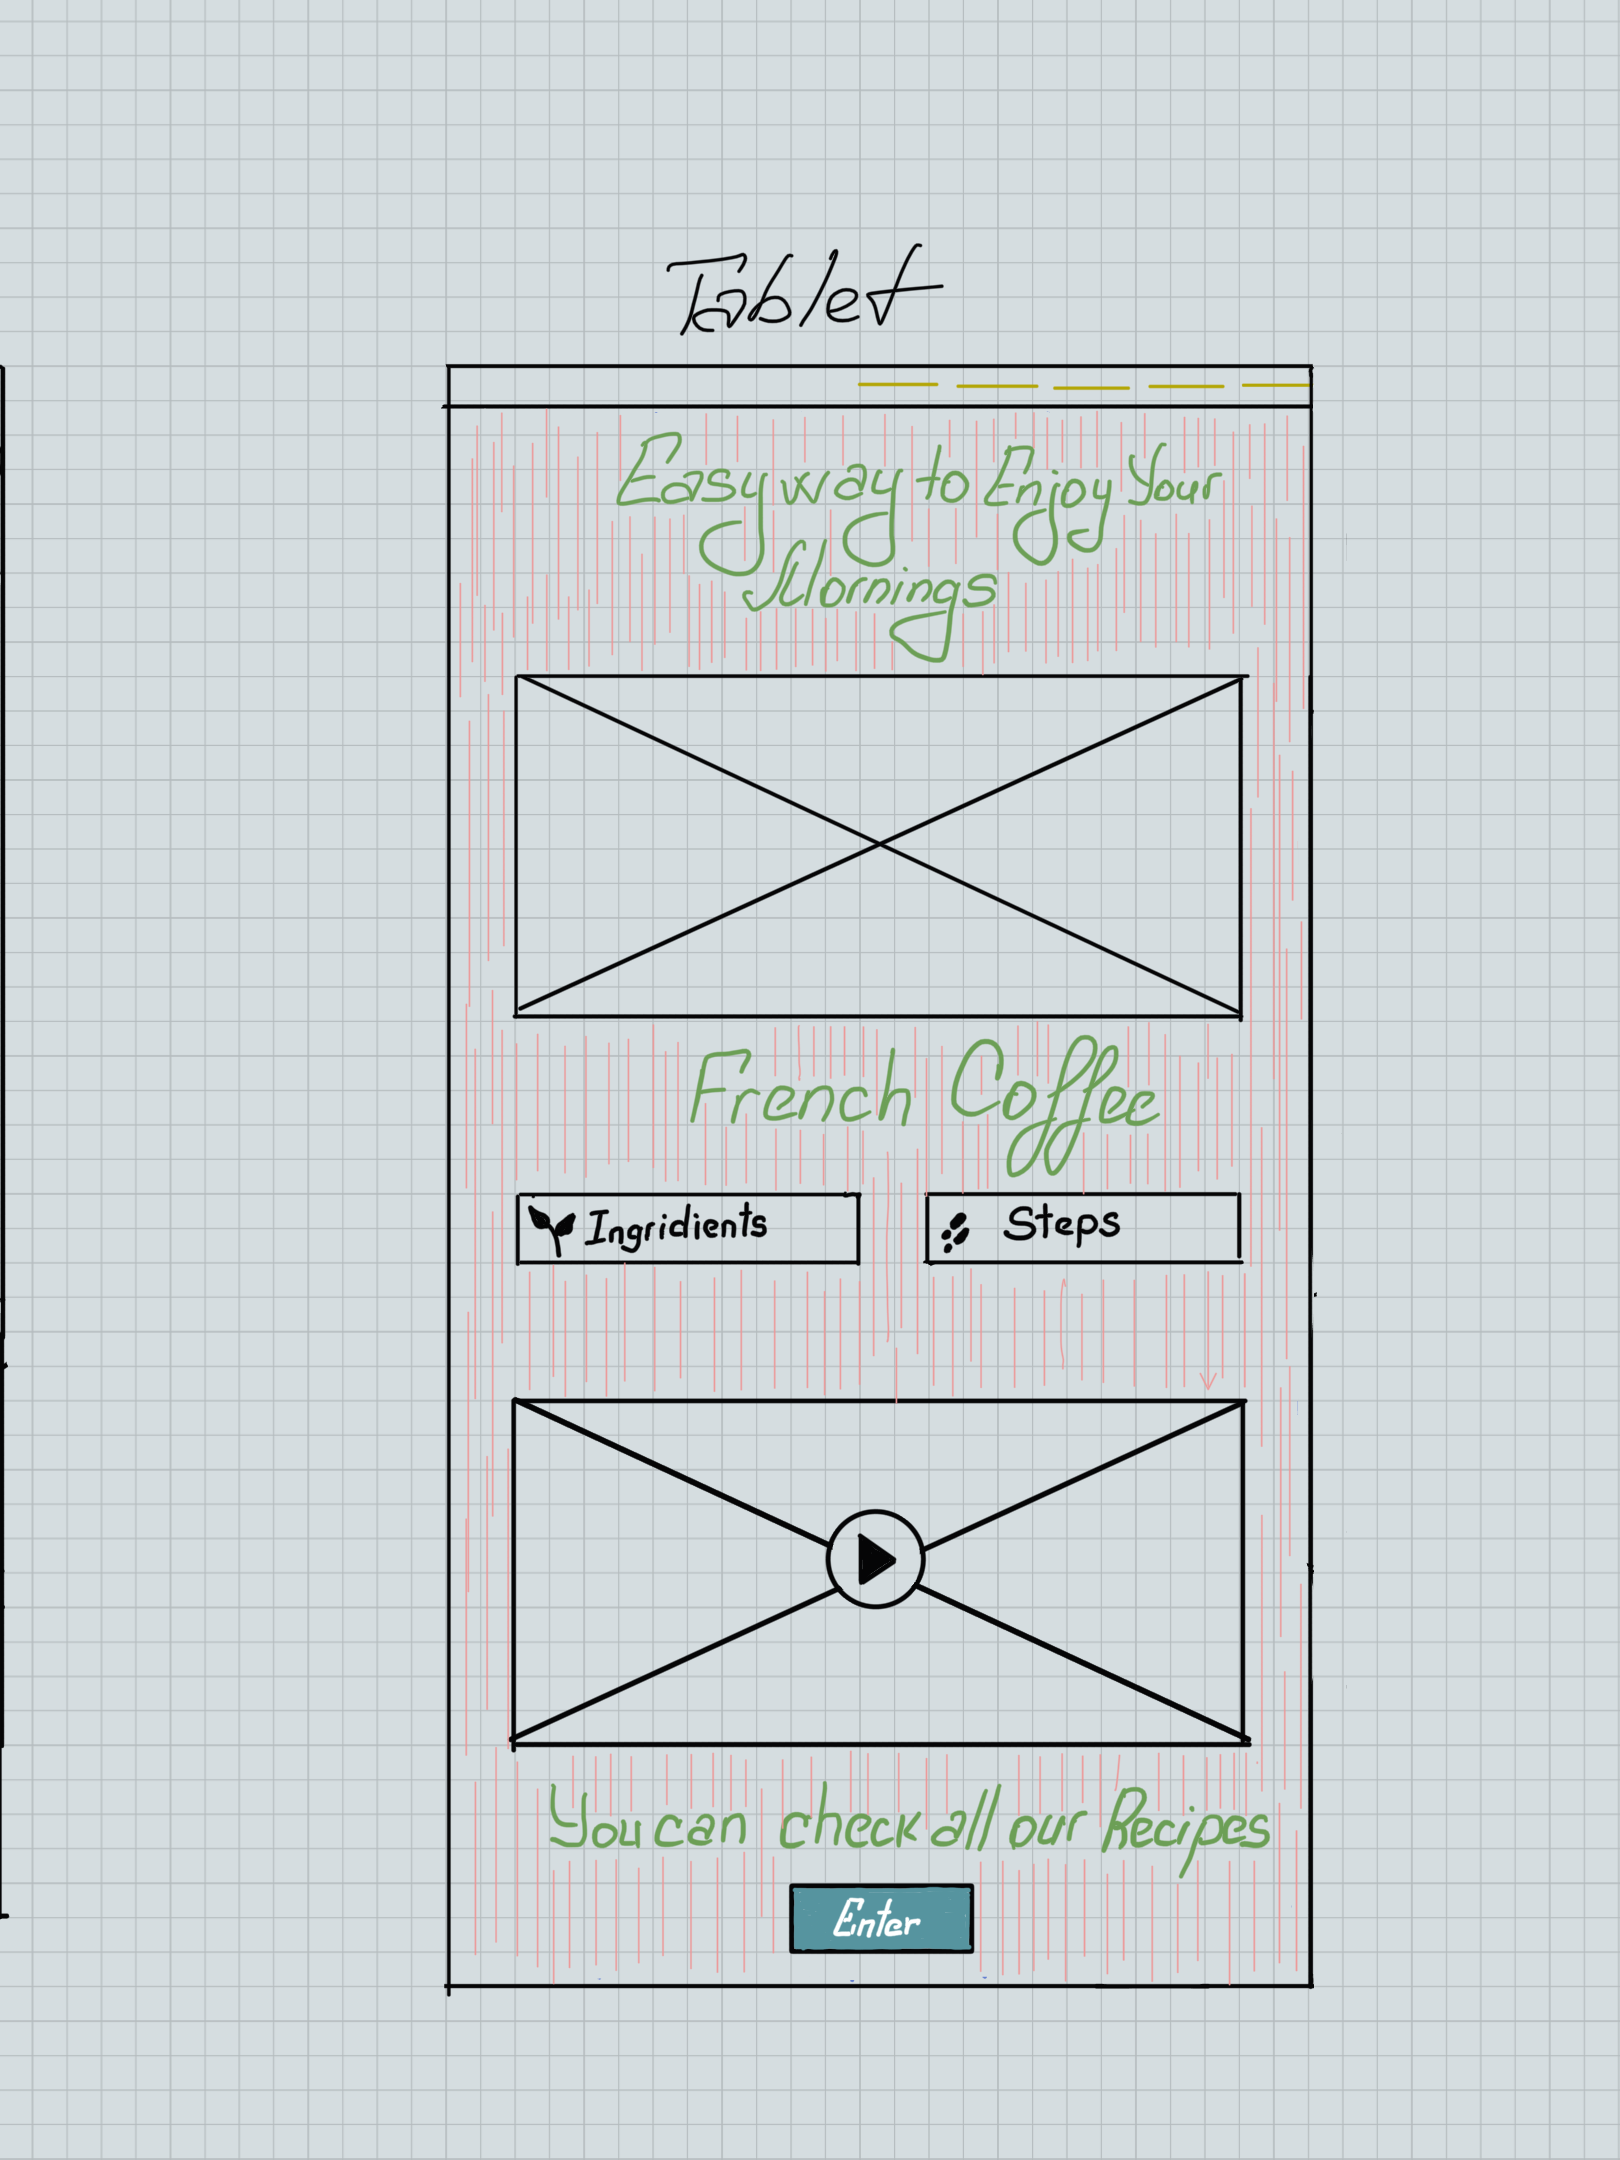 Tablet
Easy way to Enjoy Your
Mornings
French Coffee
Ingridients
Steps
You can check all our Recipes
Enter